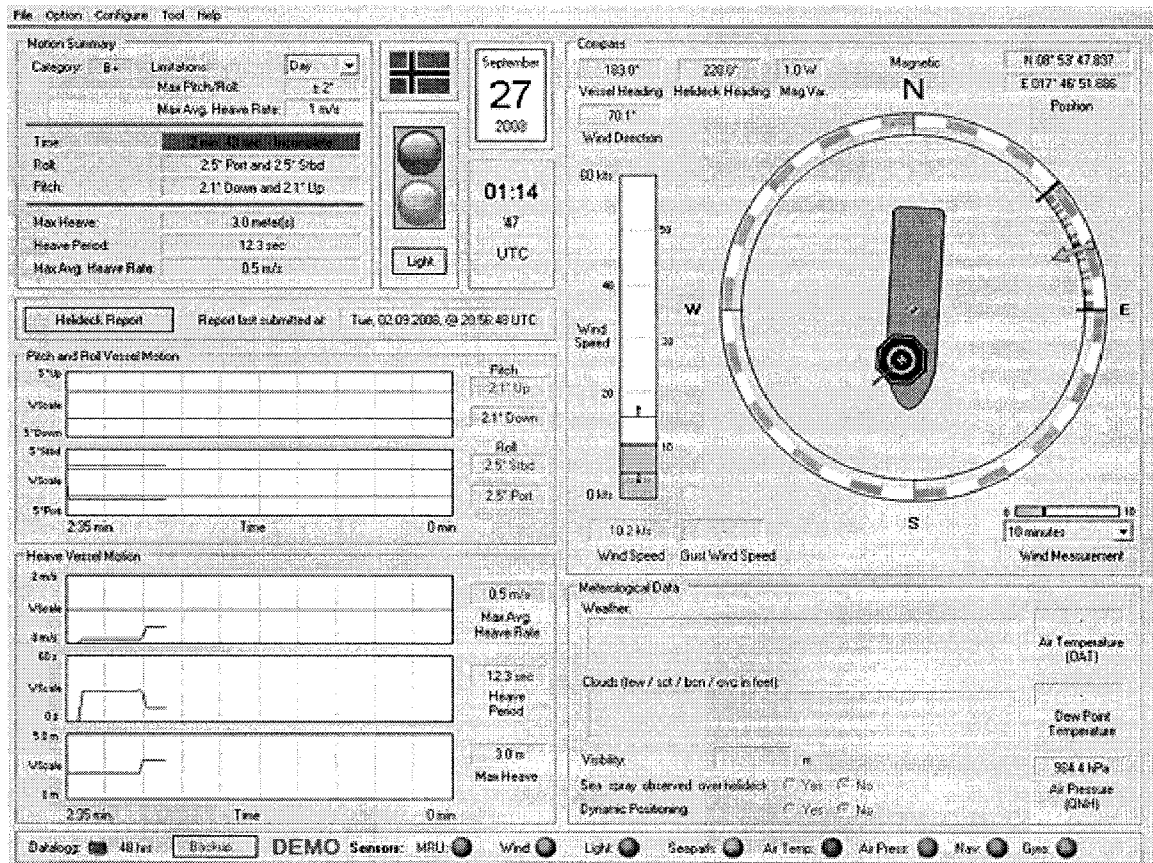 File Option Configure Tool Help
Motion Summary
Category: B+ Limitations: Day
Max Pitch/Roll: ± 2°
Max Avg. Heave Rate: 1 m/s
Time
Roll: 2.5° Port and 2.5° Stbd
Pitch: 2.1° Down and 2.1° Up
Max Heave: 3.0 meter(s)
Heave Period: 12.3 sec
Max Avg. Heave Rate: 0.5 m/s
Light
September
27
2008
01:14
'47
UTC
Helideck Report Report last submitted at: Tue, 02.09.2008, @ 20:56:48 UTC
Pitch and Roll Vessel Motion
5°Up
VScale
5°Down
5°Stbd
VScale
5°Port
2:35 min. Time 0 min
Pitch
2.1° Up
2.1° Down
Roll
2.5° Stbd
2.5° Port
Heave Vessel Motion
2 m/s
VScale
0 m/s
60 s
VScale
0 s
5.0 m
VScale
0.5 m/s
Max Avg.
Heave Rate
12.3 sec
Heave
Period
3.0 m
Max Heave
2:35 min. Time 0 min
Compass
183.0° 228.0° 1.0 W
Vessel Heading Helideck Heading Mag Var.
70.1°
Wind Direction
Magnetic
N
N 08° 53' 47.837
E 017° 46' 51.686
Position
60 kts
50
40
30
20
10
0 kts
Wind
Speed
W
E
S
10.2 kts -
Wind Speed Gust Wind Speed
0 10
10 minutes
Wind Measurement
Meterological Data
Weather:
Clouds (few / sct / bcn / ovc in feet):
Visibility: m
Sea spray observed over helideck Yes No
Dynamic Positioning Yes No
Air Temperature
(OAT)
Dew Point
Temperature
984.4 hPa
Air Pressure
(QNH)
48 hrs Backup DEMO Sensors: MRU: Wind Light: Seapath: Air Temp: Air Press: Nav: Gyro: